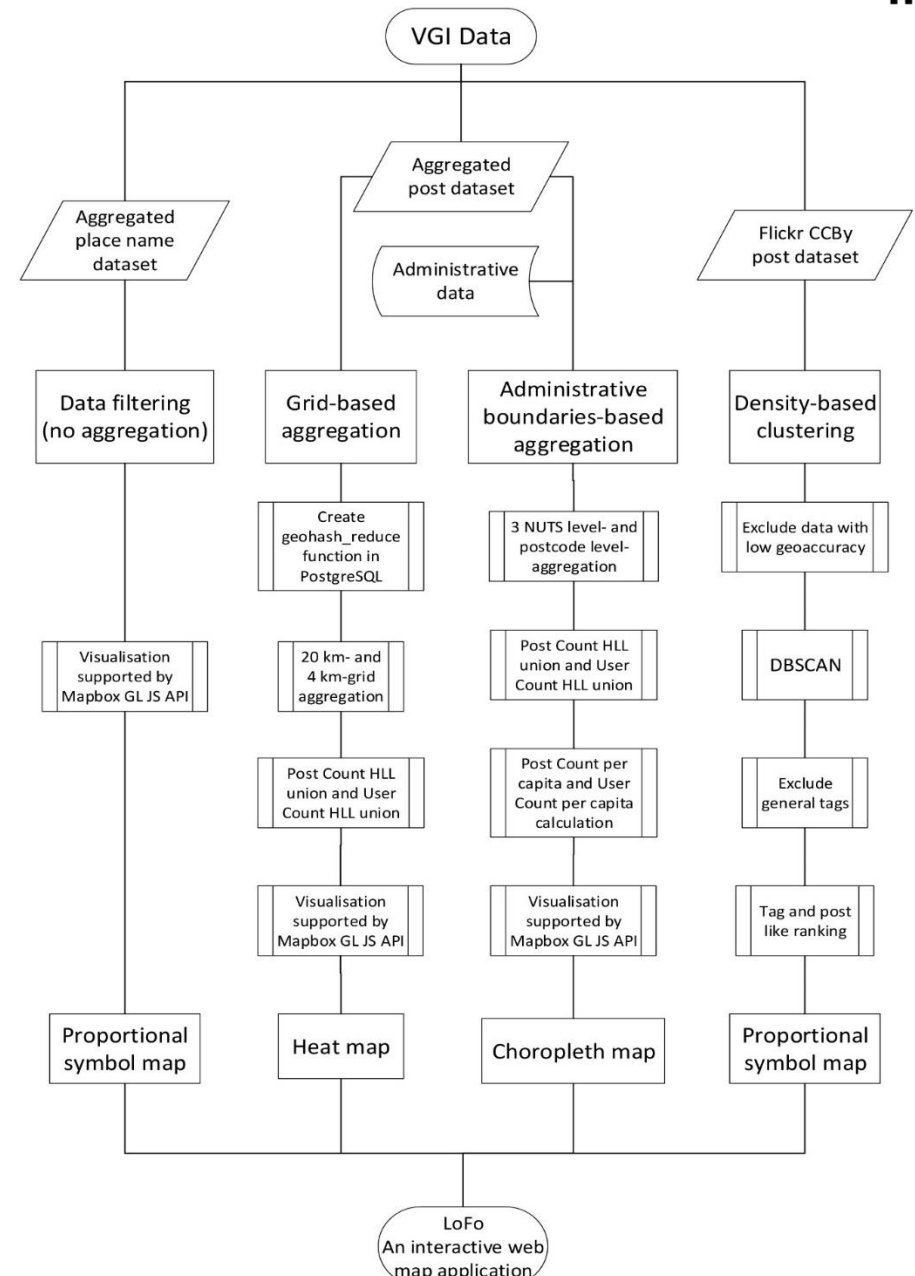 VGI Data
Aggregated
post dataset
Aggregated
place name
dataset
Flickr CCBy
post dataset
Administrative
data
Data filtering
(no aggregation)
Grid-based
aggregation
Administrative
boundaries-based
aggregation
Density-based
clustering
Create
geohash_reduce
function in
PostgreSQL
3 NUTS level- and
postcode level-
aggregation
Exclude data with
low geoaccuracy
Visualisation
supported by
Mapbox GL JS API
20 km- and
4 km-grid
aggregation
Post Count HLL
union and User
Count HLL union
DBSCAN
Post Count HLL
union and User
Count HLL union
Post Count per
capita and User
Count per capita
calculation
Exclude
general tags
Visualisation
supported by
Mapbox GL JS API
Visualisation
supported by
Mapbox GL JS API
Tag and post
like ranking
Proportional
symbol map
Heat map
Choropleth map
Proportional
symbol map
LoFo
An interactive web
map application